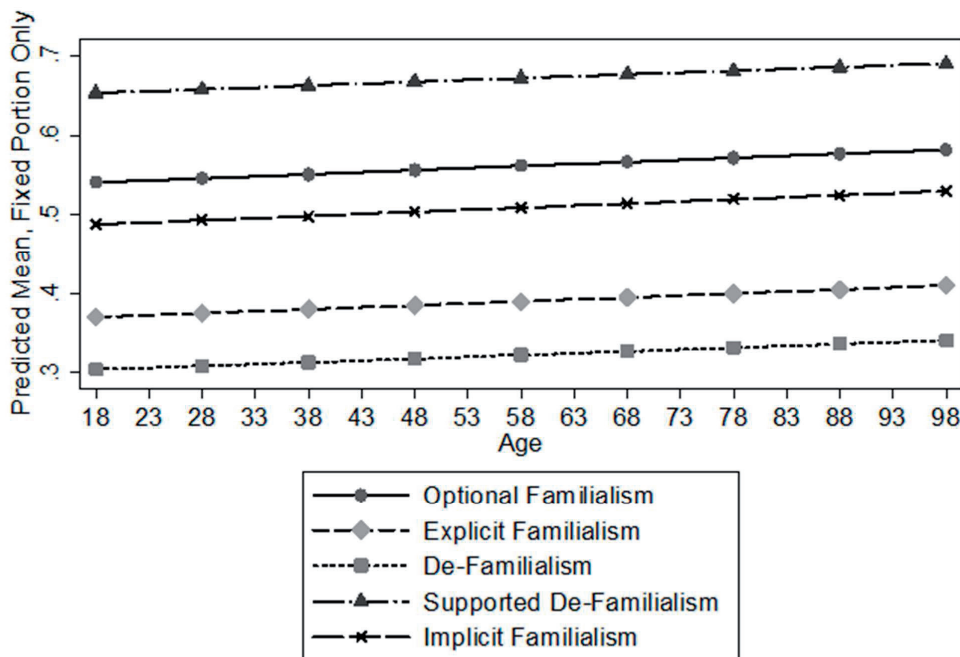 Predicted Mean, Fixed Portion Only
.7
.6
.5
.4
.3
18 23 28 33 38 43 48 53 58 63 68 73 78 83 88 93 98
Age
Optional Familialism
Explicit Familialism
De-Familialism
Supported De-Familialism
Implicit Familialism